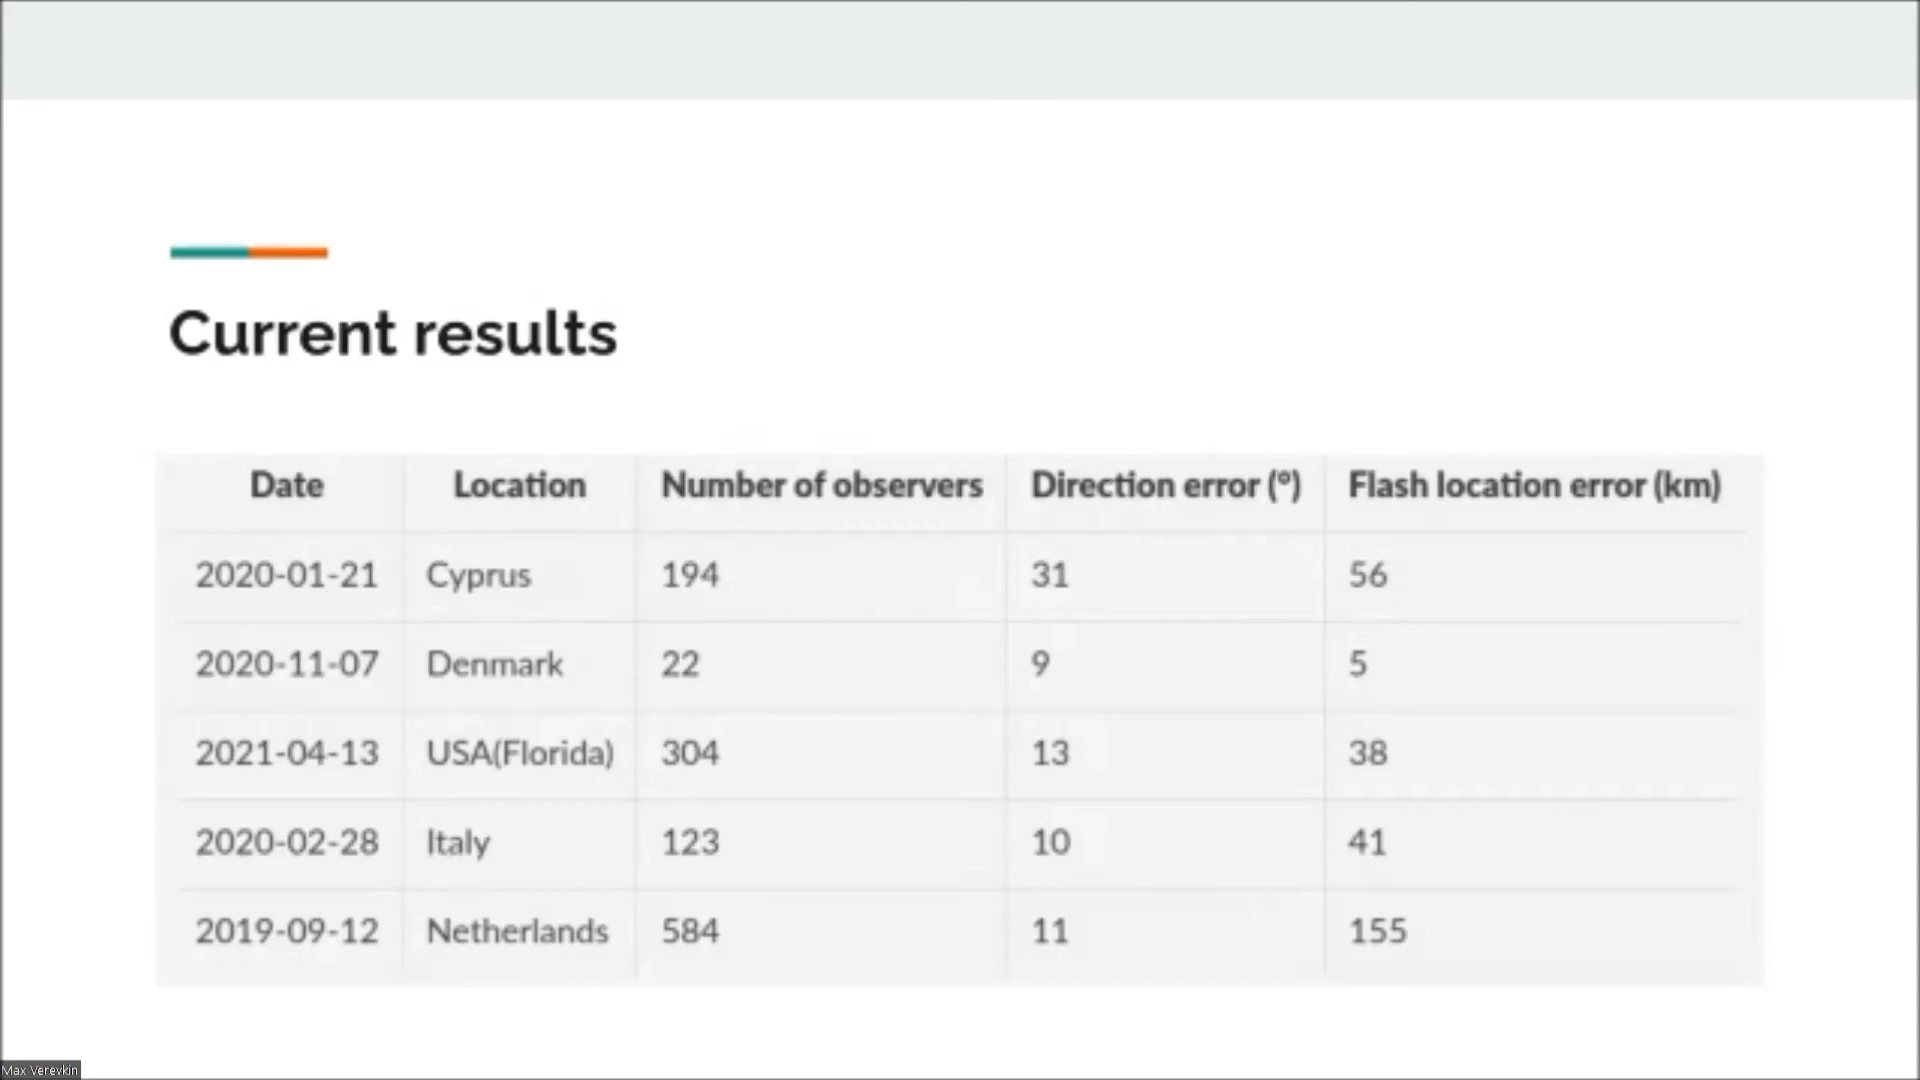 Current results
Date Location Number of observers Direction error (°) Flash location error (km)
2020-01-21 Cyprus 194 31 56
2020-11-07 Denmark 22 9 5
2021-04-13 USA(Florida) 304 13 38
2020-02-28 Italy 123 10 41
2019-09-12 Netherlands 584 11 155
Max Verevkin